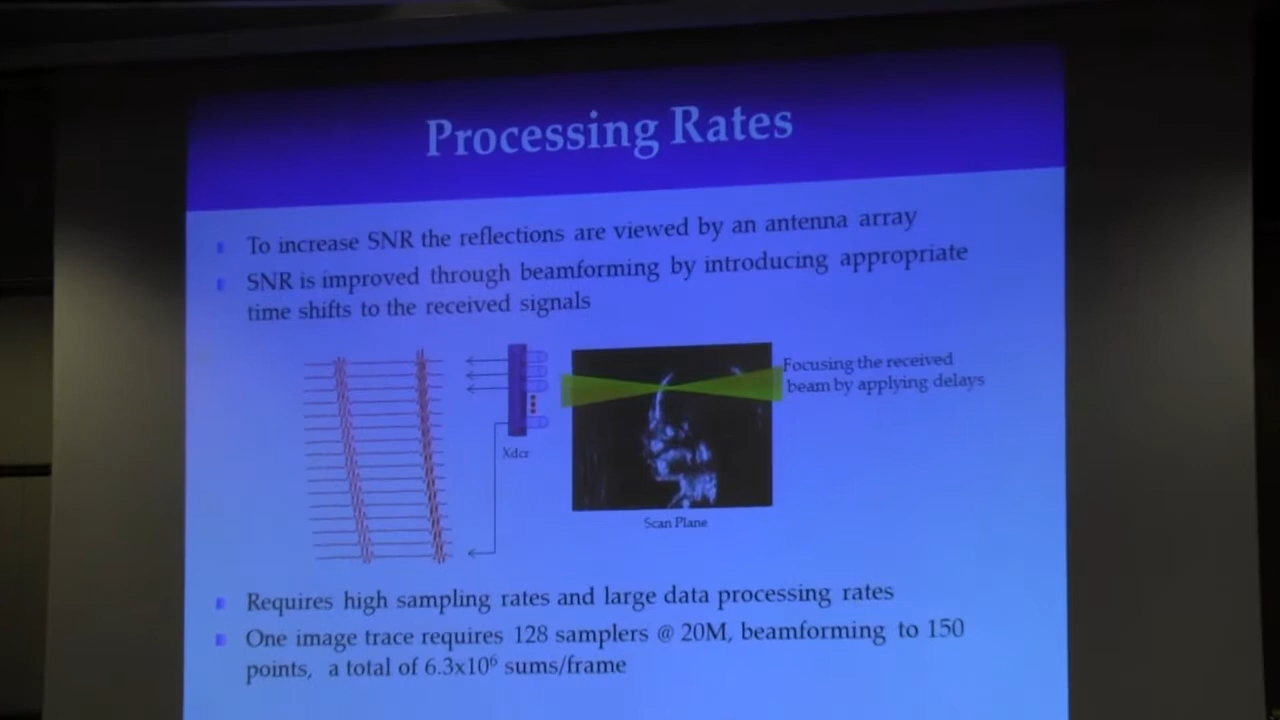 Processing Rates
To increase SNR the reflections are viewed by an antenna array
SNR is improved through beamforming by introducing appropriate
time shifts to the received signals
Focusing the received
beam by applying delays
Xdcr
Scan Plane
Requires high sampling rates and large data processing rates
One image trace requires 128 samplers @ 20M, beamforming to 150
points, a total of 6.3x10⁶ sums/frame